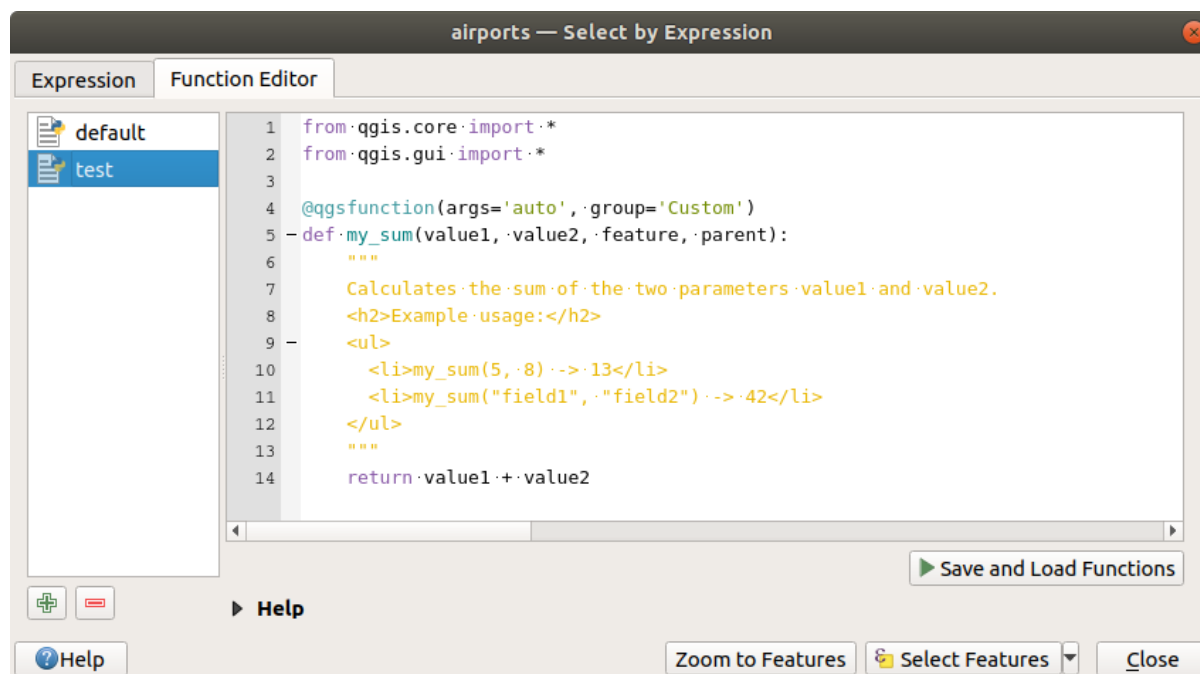 airports — Select by Expression
Expression Function Editor
default
test
1 from qgis.core import *
2 from qgis.gui import *
3
4 @qgsfunction(args='auto', group='Custom')
5 def my_sum(value1, value2, feature, parent):
6 """
7 Calculates the sum of the two parameters value1 and value2.
8 <h2>Example usage:</h2>
9 <ul>
10 <li>my_sum(5, 8) -> 13</li>
11 <li>my_sum("field1", "field2") -> 42</li>
12 </ul>
13 """
14 return value1 + value2
Save and Load Functions
Help
Help Zoom to Features Select Features Close